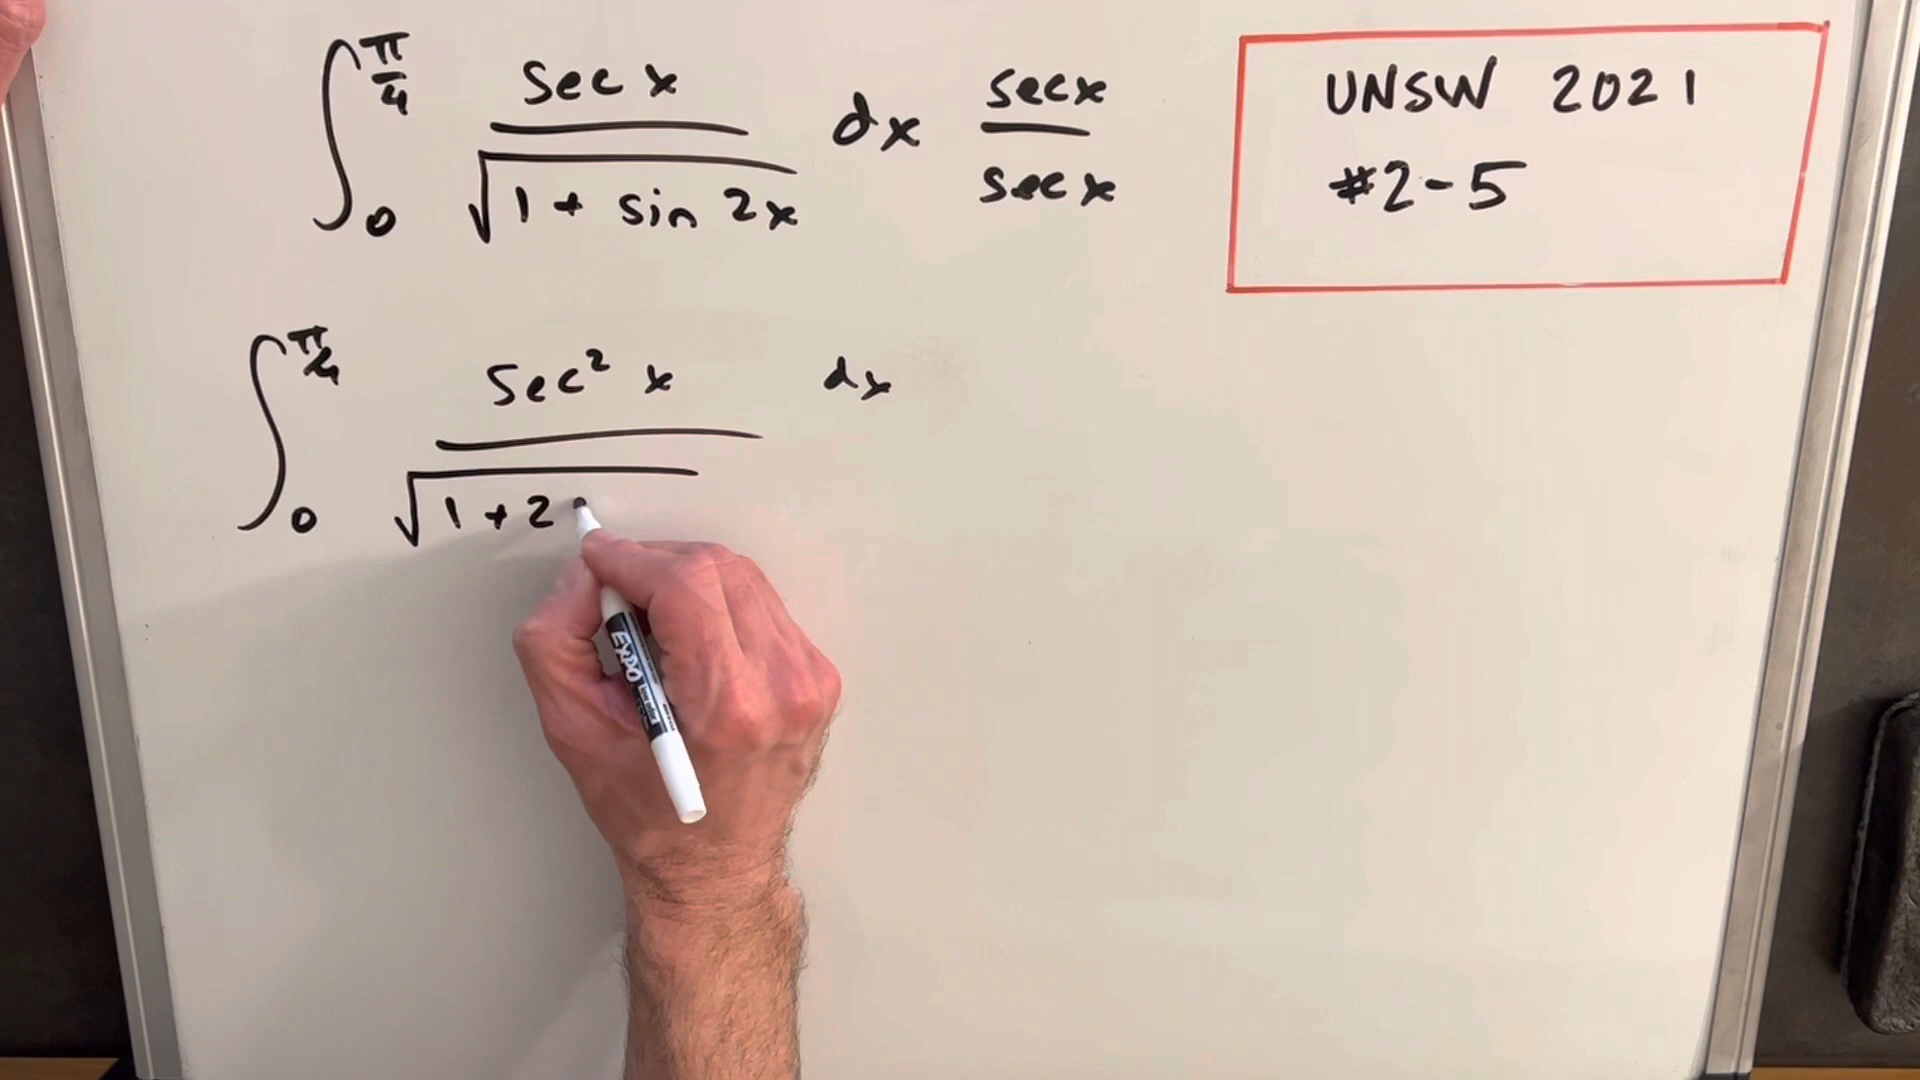 ∫₀^(π/4) sec x / √(1 + sin 2x) dx sec x / sec x
UNSW 2021
#2-5
∫₀^(π/4) sec² x / √(1 + 2 dx
EXPO